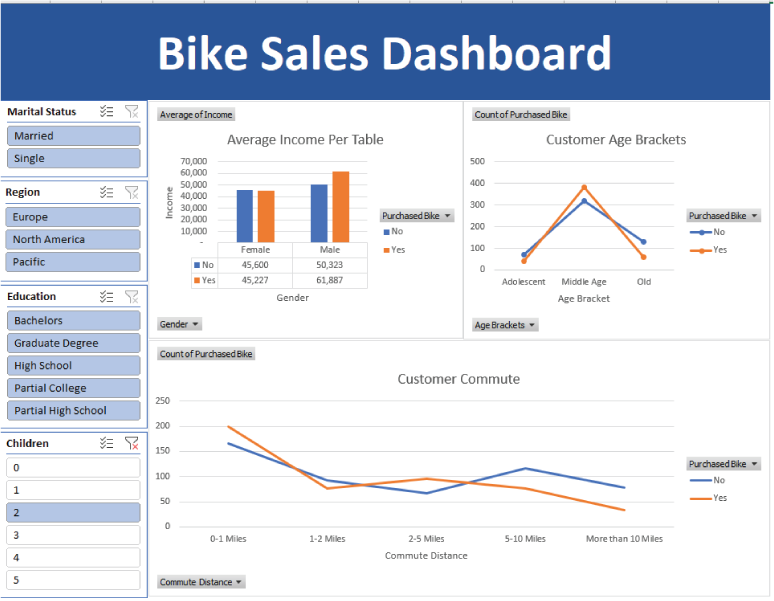 Bike Sales Dashboard
Marital Status
Married
Single
Region
Europe
North America
Pacific
Education
Bachelors
Graduate Degree
High School
Partial College
Partial High School
Children
0
1
2
3
4
5
Average of Income
Average Income Per Table
70,000
60,000
50,000
40,000
30,000
20,000
10,000
-
Income
Female Male
No 45,600 50,323
Yes 45,227 61,887
Gender
Purchased Bike
No
Yes
Gender
Count of Purchased Bike
Customer Age Brackets
500
400
300
200
100
0
Adolescent Middle Age Old
Age Bracket
Purchased Bike
No
Yes
Age Brackets
Count of Purchased Bike
Customer Commute
250
200
150
100
50
0
0-1 Miles 1-2 Miles 2-5 Miles 5-10 Miles More than 10 Miles
Commute Distance
Purchased Bike
No
Yes
Commute Distance